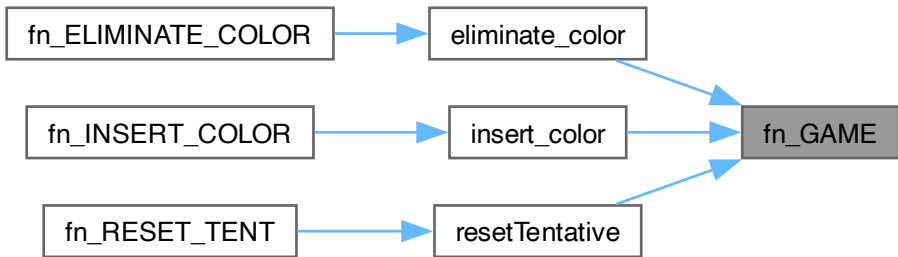 fn_ELIMINATE_COLOR
eliminate_color
fn_INSERT_COLOR
insert_color
fn_GAME
fn_RESET_TENT
resetTentative